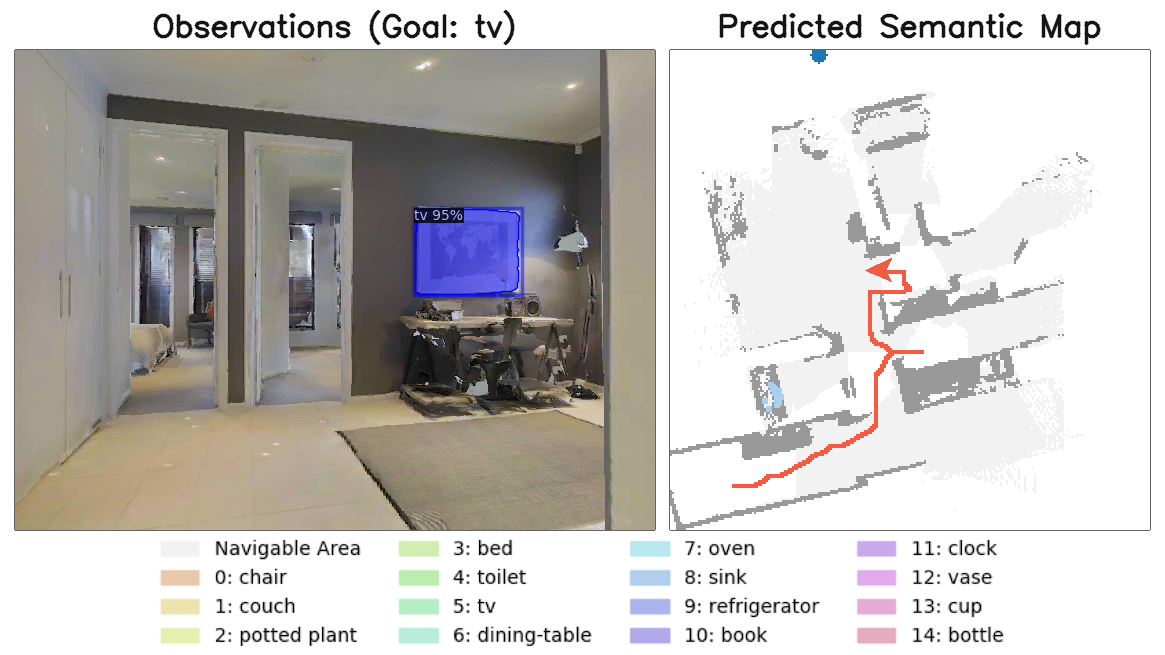 Observations (Goal: tv)
Predicted Semantic Map
tv 95%
Navigable Area
0: chair
1: couch
2: potted plant
3: bed
4: toilet
5: tv
6: dining-table
7: oven
8: sink
9: refrigerator
10: book
11: clock
12: vase
13: cup
14: bottle